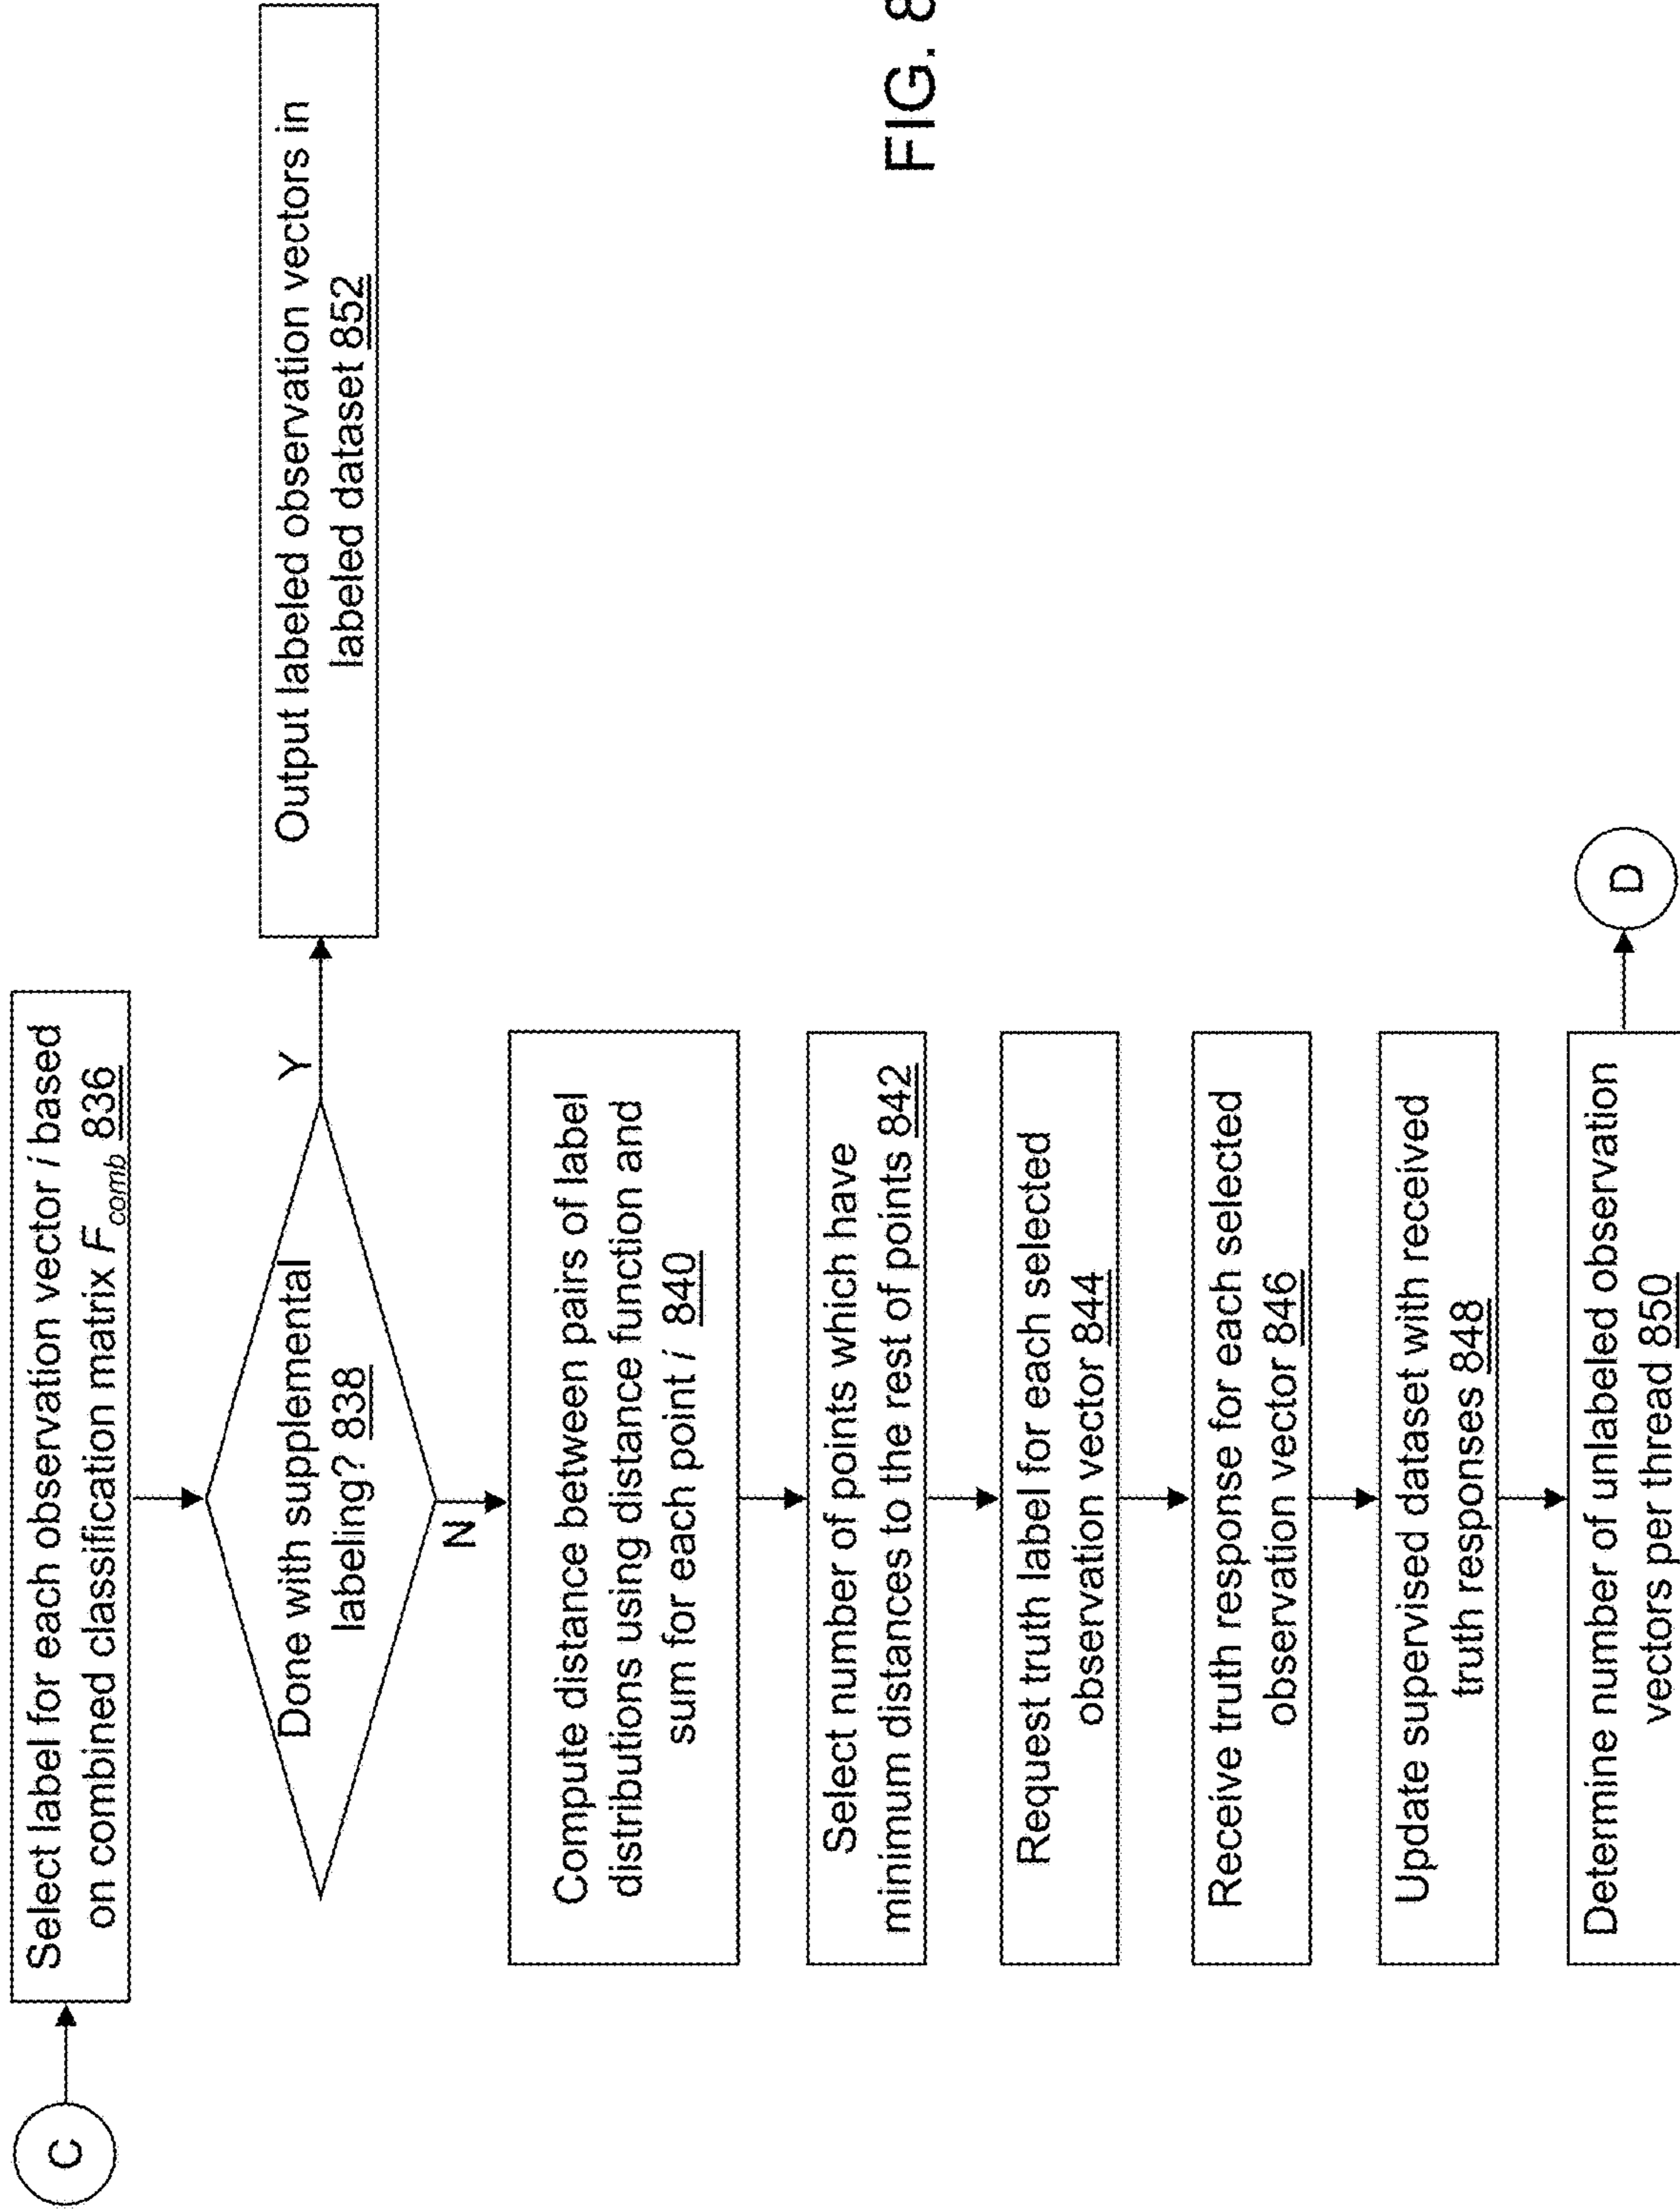 C
Select label for each observation vector i based
on combined classification matrix F_comb 836
Done with supplemental
labeling? 838
Y
Output labeled observation vectors in
labeled dataset 852
N
Compute distance between pairs of label
distributions using distance function and
sum for each point i 840
Select number of points which have
minimum distances to the rest of points 842
Request truth label for each selected
observation vector 844
Receive truth response for each selected
observation vector 846
Update supervised dataset with received
truth responses 848
Determine number of unlabeled observation
vectors per thread 850
D
FIG. 8